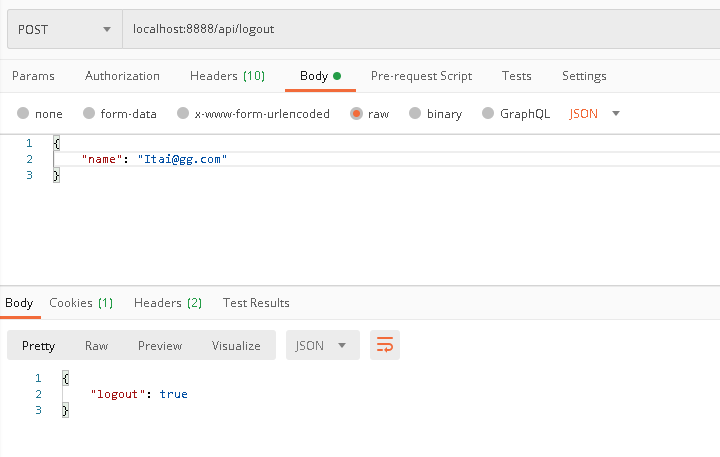 POST localhost:8888/api/logout
Params Authorization Headers (10) Body Pre-request Script Tests Settings
none form-data x-www-form-urlencoded raw binary GraphQL JSON
1 {
2 "name": "Itai@gg.com"
3 }
Body Cookies (1) Headers (2) Test Results
Pretty Raw Preview Visualize JSON
1 {
2 "logout": true
3 }